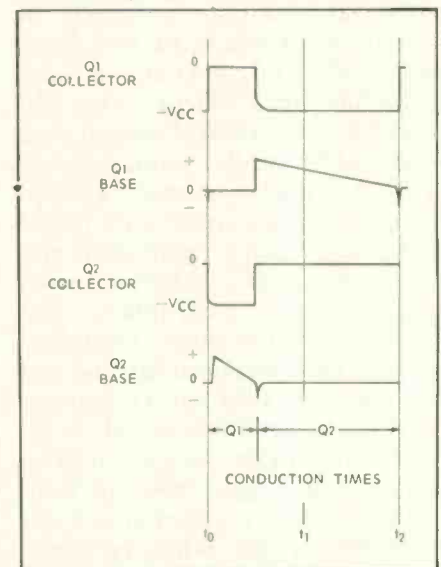 Q1
COLLECTOR
0
-VCC
Q1
BASE
+
0
-
Q2
COLLECTOR
0
-VCC
Q2
BASE
+
0
-
Q1
Q2
CONDUCTION TIMES
t0
t1
t2